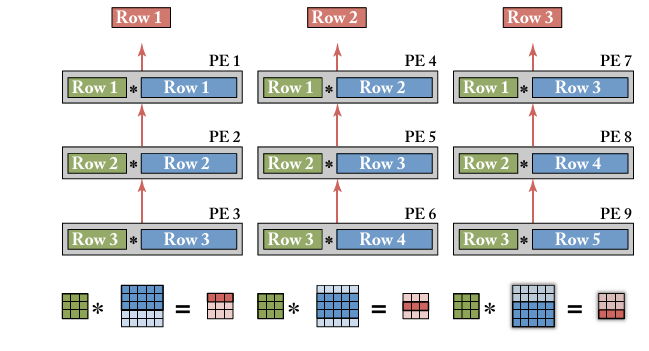 Row 1 Row 2 Row 3
PE 1 PE 4 PE 7
Row 1 * Row 1 Row 1 * Row 2 Row 1 * Row 3
PE 2 PE 5 PE 8
Row 2 * Row 2 Row 2 * Row 3 Row 2 * Row 4
PE 3 PE 6 PE 9
Row 3 * Row 3 Row 3 * Row 4 Row 3 * Row 5
* = * = * =